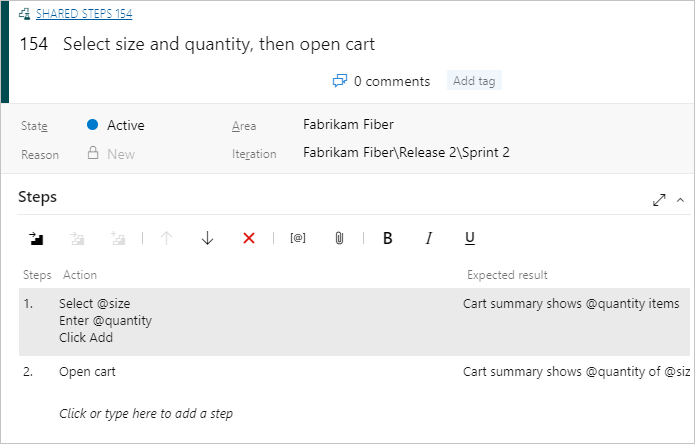 SHARED STEPS 154
154 Select size and quantity, then open cart
0 comments Add tag
State Active Area Fabrikam Fiber
Reason New Iteration Fabrikam Fiber\Release 2\Sprint 2
Steps
[@] B I U
Steps Action Expected result
1. Select @size Cart summary shows @quantity items
Enter @quantity
Click Add
2. Open cart Cart summary shows @quantity of @siz
Click or type here to add a step